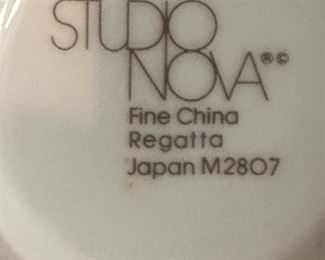 STUDIO
NOVA®©
Fine China
Regatta
Japan M2807